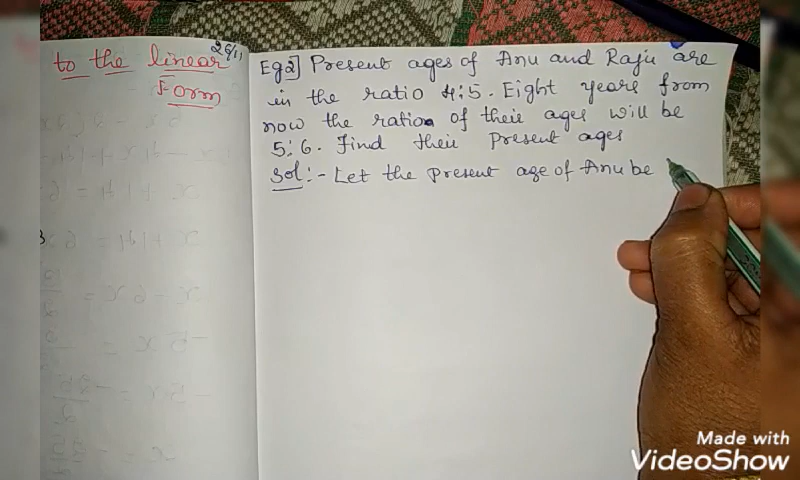 to the linear
Form
26/11
Eg 2] Present ages of Anu and Raju are
in the ratio 4:5. Eight years from
now the ratio of their ages will be
5:6. Find their Present ages
Sol:- Let the Present age of Anu be
Made with
VideoShow